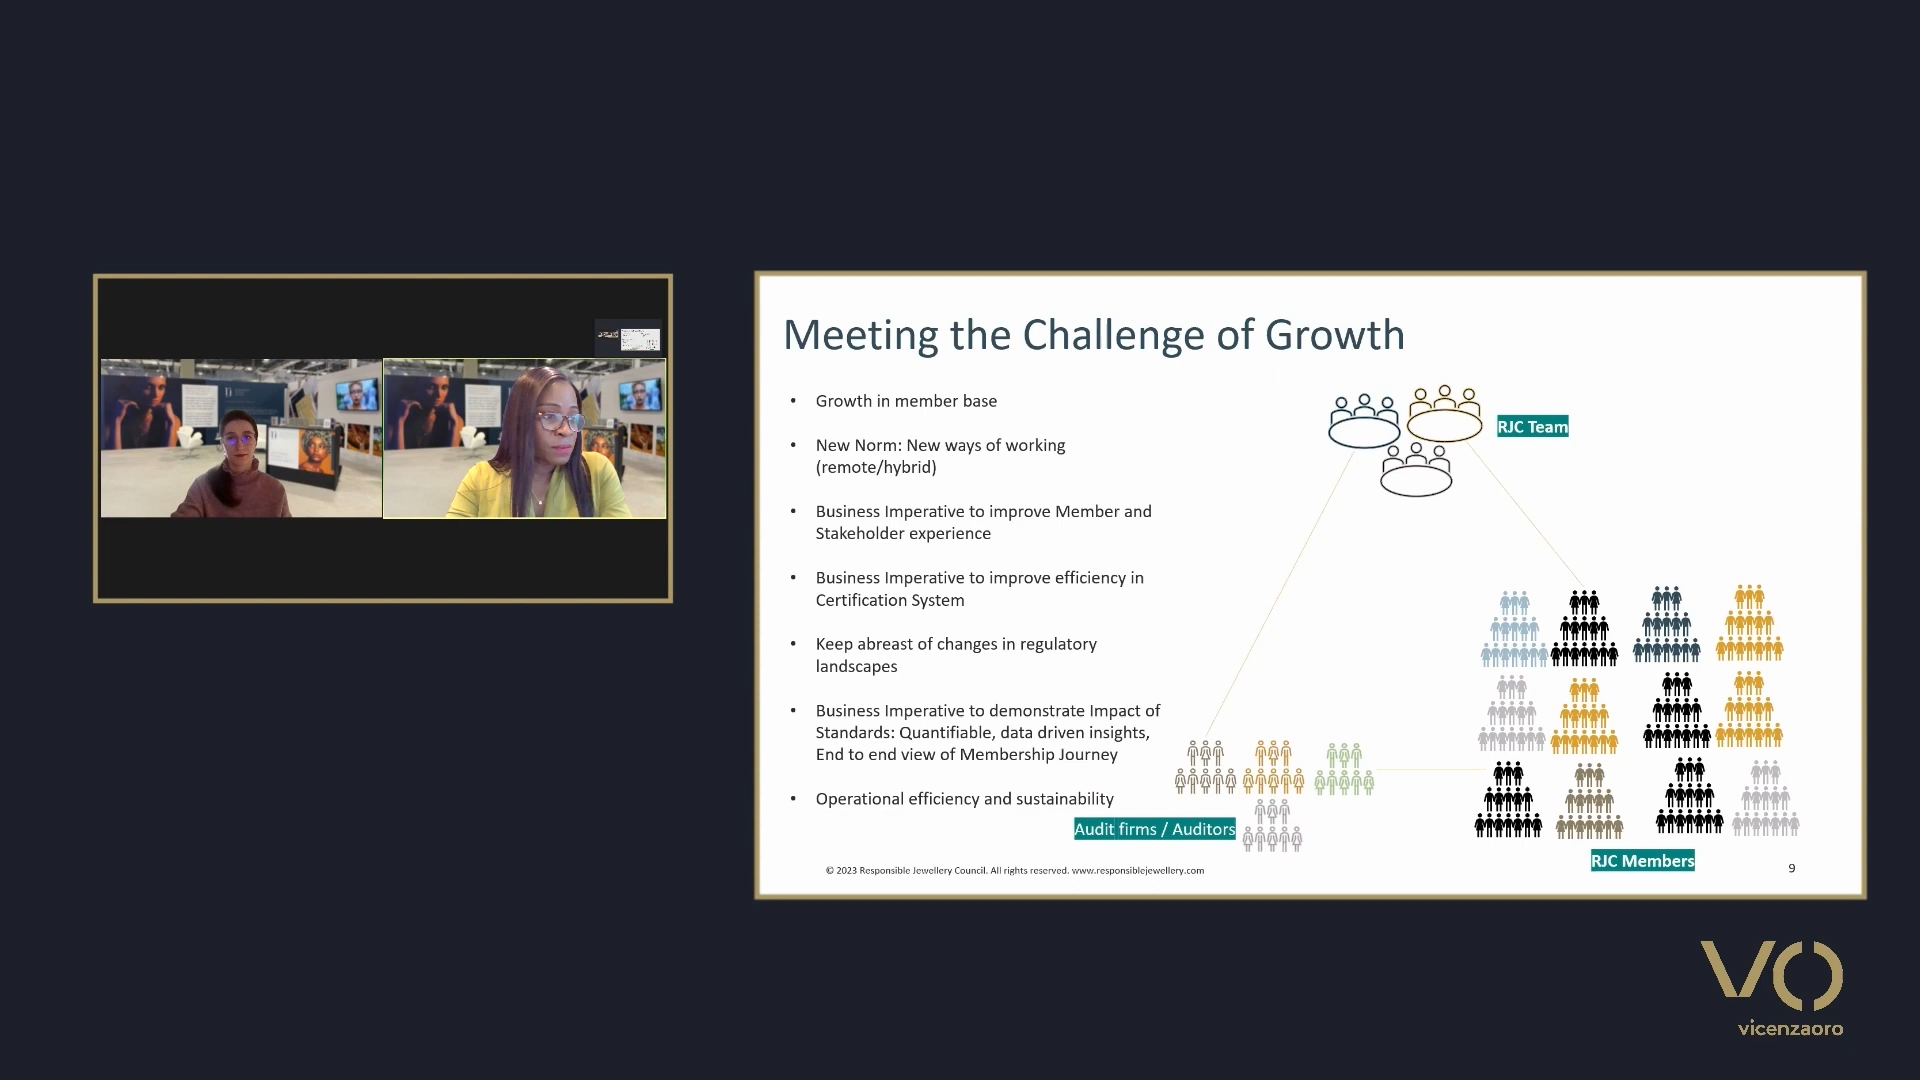 Meeting the Challenge of Growth
• Growth in member base
• New Norm: New ways of working
(remote/hybrid)
• Business Imperative to improve Member and
Stakeholder experience
• Business Imperative to improve efficiency in
Certification System
• Keep abreast of changes in regulatory
landscapes
• Business Imperative to demonstrate Impact of
Standards: Quantifiable, data driven insights,
End to end view of Membership Journey
• Operational efficiency and sustainability
RJC Team
Audit firms / Auditors
RJC Members
© 2023 Responsible Jewellery Council. All rights reserved. www.responsiblejewellery.com
9
VO
vicenzaoro